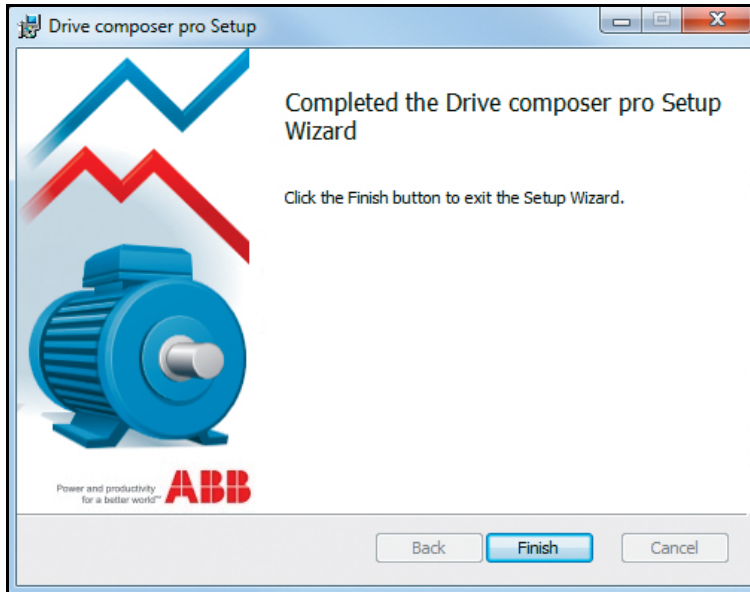 Drive composer pro Setup
Completed the Drive composer pro Setup
Wizard
Click the Finish button to exit the Setup Wizard.
Power and productivity
for a better world™
ABB
Back
Finish
Cancel